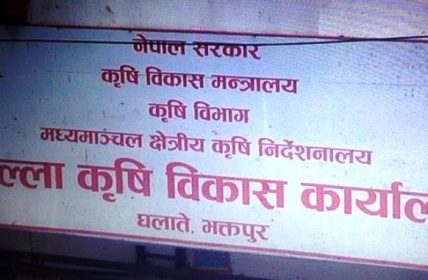 नेपाल सरकार
कृषि विकास मन्त्रालय
कृषि विभाग
मध्यमाञ्चल क्षेत्रीय कृषि निर्देशनालय
ल्ला कृषि विकास कार्याल
घलाते, भक्तपुर